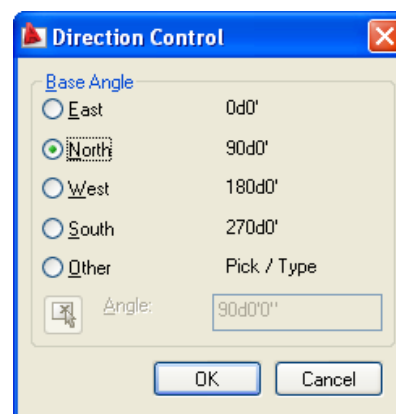 Direction Control
Base Angle
East 0d0'
North 90d0'
West 180d0'
South 270d0'
Other Pick / Type
Angle: 90d0'0"
OK Cancel